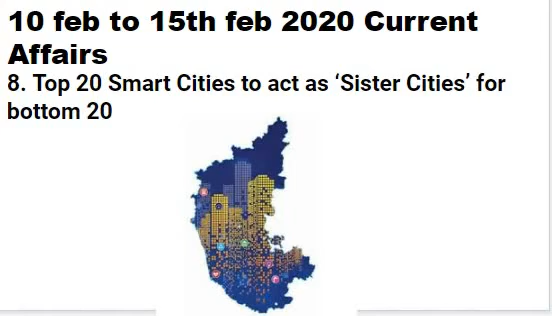 10 feb to 15th feb 2020 Current
Affairs
8. Top 20 Smart Cities to act as ‘Sister Cities’ for
bottom 20